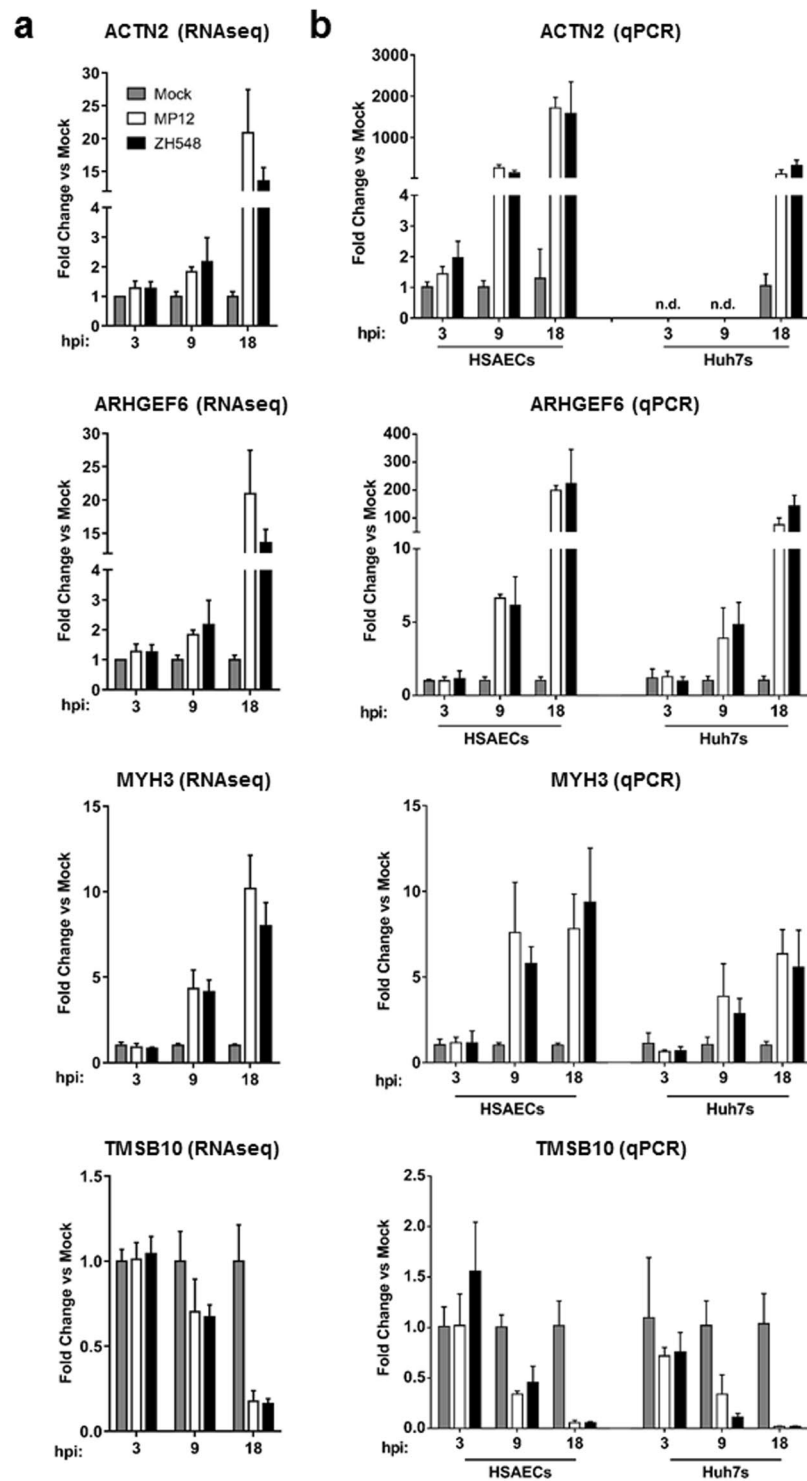 a
ACTN2 (RNAseq)
Fold Change vs Mock
30
25
20
15
4
3
2
1
0
Mock
MP12
ZH548
hpi:
3
9
18
b
ACTN2 (qPCR)
Fold Change vs Mock
3000
2000
1000
4
3
2
1
0
n.d.
n.d.
hpi:
3
9
18
3
9
18
HSAECs
Huh7s
ARHGEF6 (RNAseq)
Fold Change vs Mock
30
25
20
15
4
3
2
1
0
hpi:
3
9
18
ARHGEF6 (qPCR)
Fold Change vs Mock
400
300
200
100
10
5
0
hpi:
3
9
18
3
9
18
HSAECs
Huh7s
MYH3 (RNAseq)
Fold Change vs Mock
15
10
5
0
hpi:
3
9
18
MYH3 (qPCR)
Fold Change vs Mock
15
10
5
0
hpi:
3
9
18
3
9
18
HSAECs
Huh7s
TMSB10 (RNAseq)
Fold Change vs Mock
1.5
1.0
0.5
0.0
hpi:
3
9
18
TMSB10 (qPCR)
Fold Change vs Mock
2.5
2.0
1.5
1.0
0.5
0.0
hpi:
3
9
18
3
9
18
HSAECs
Huh7s